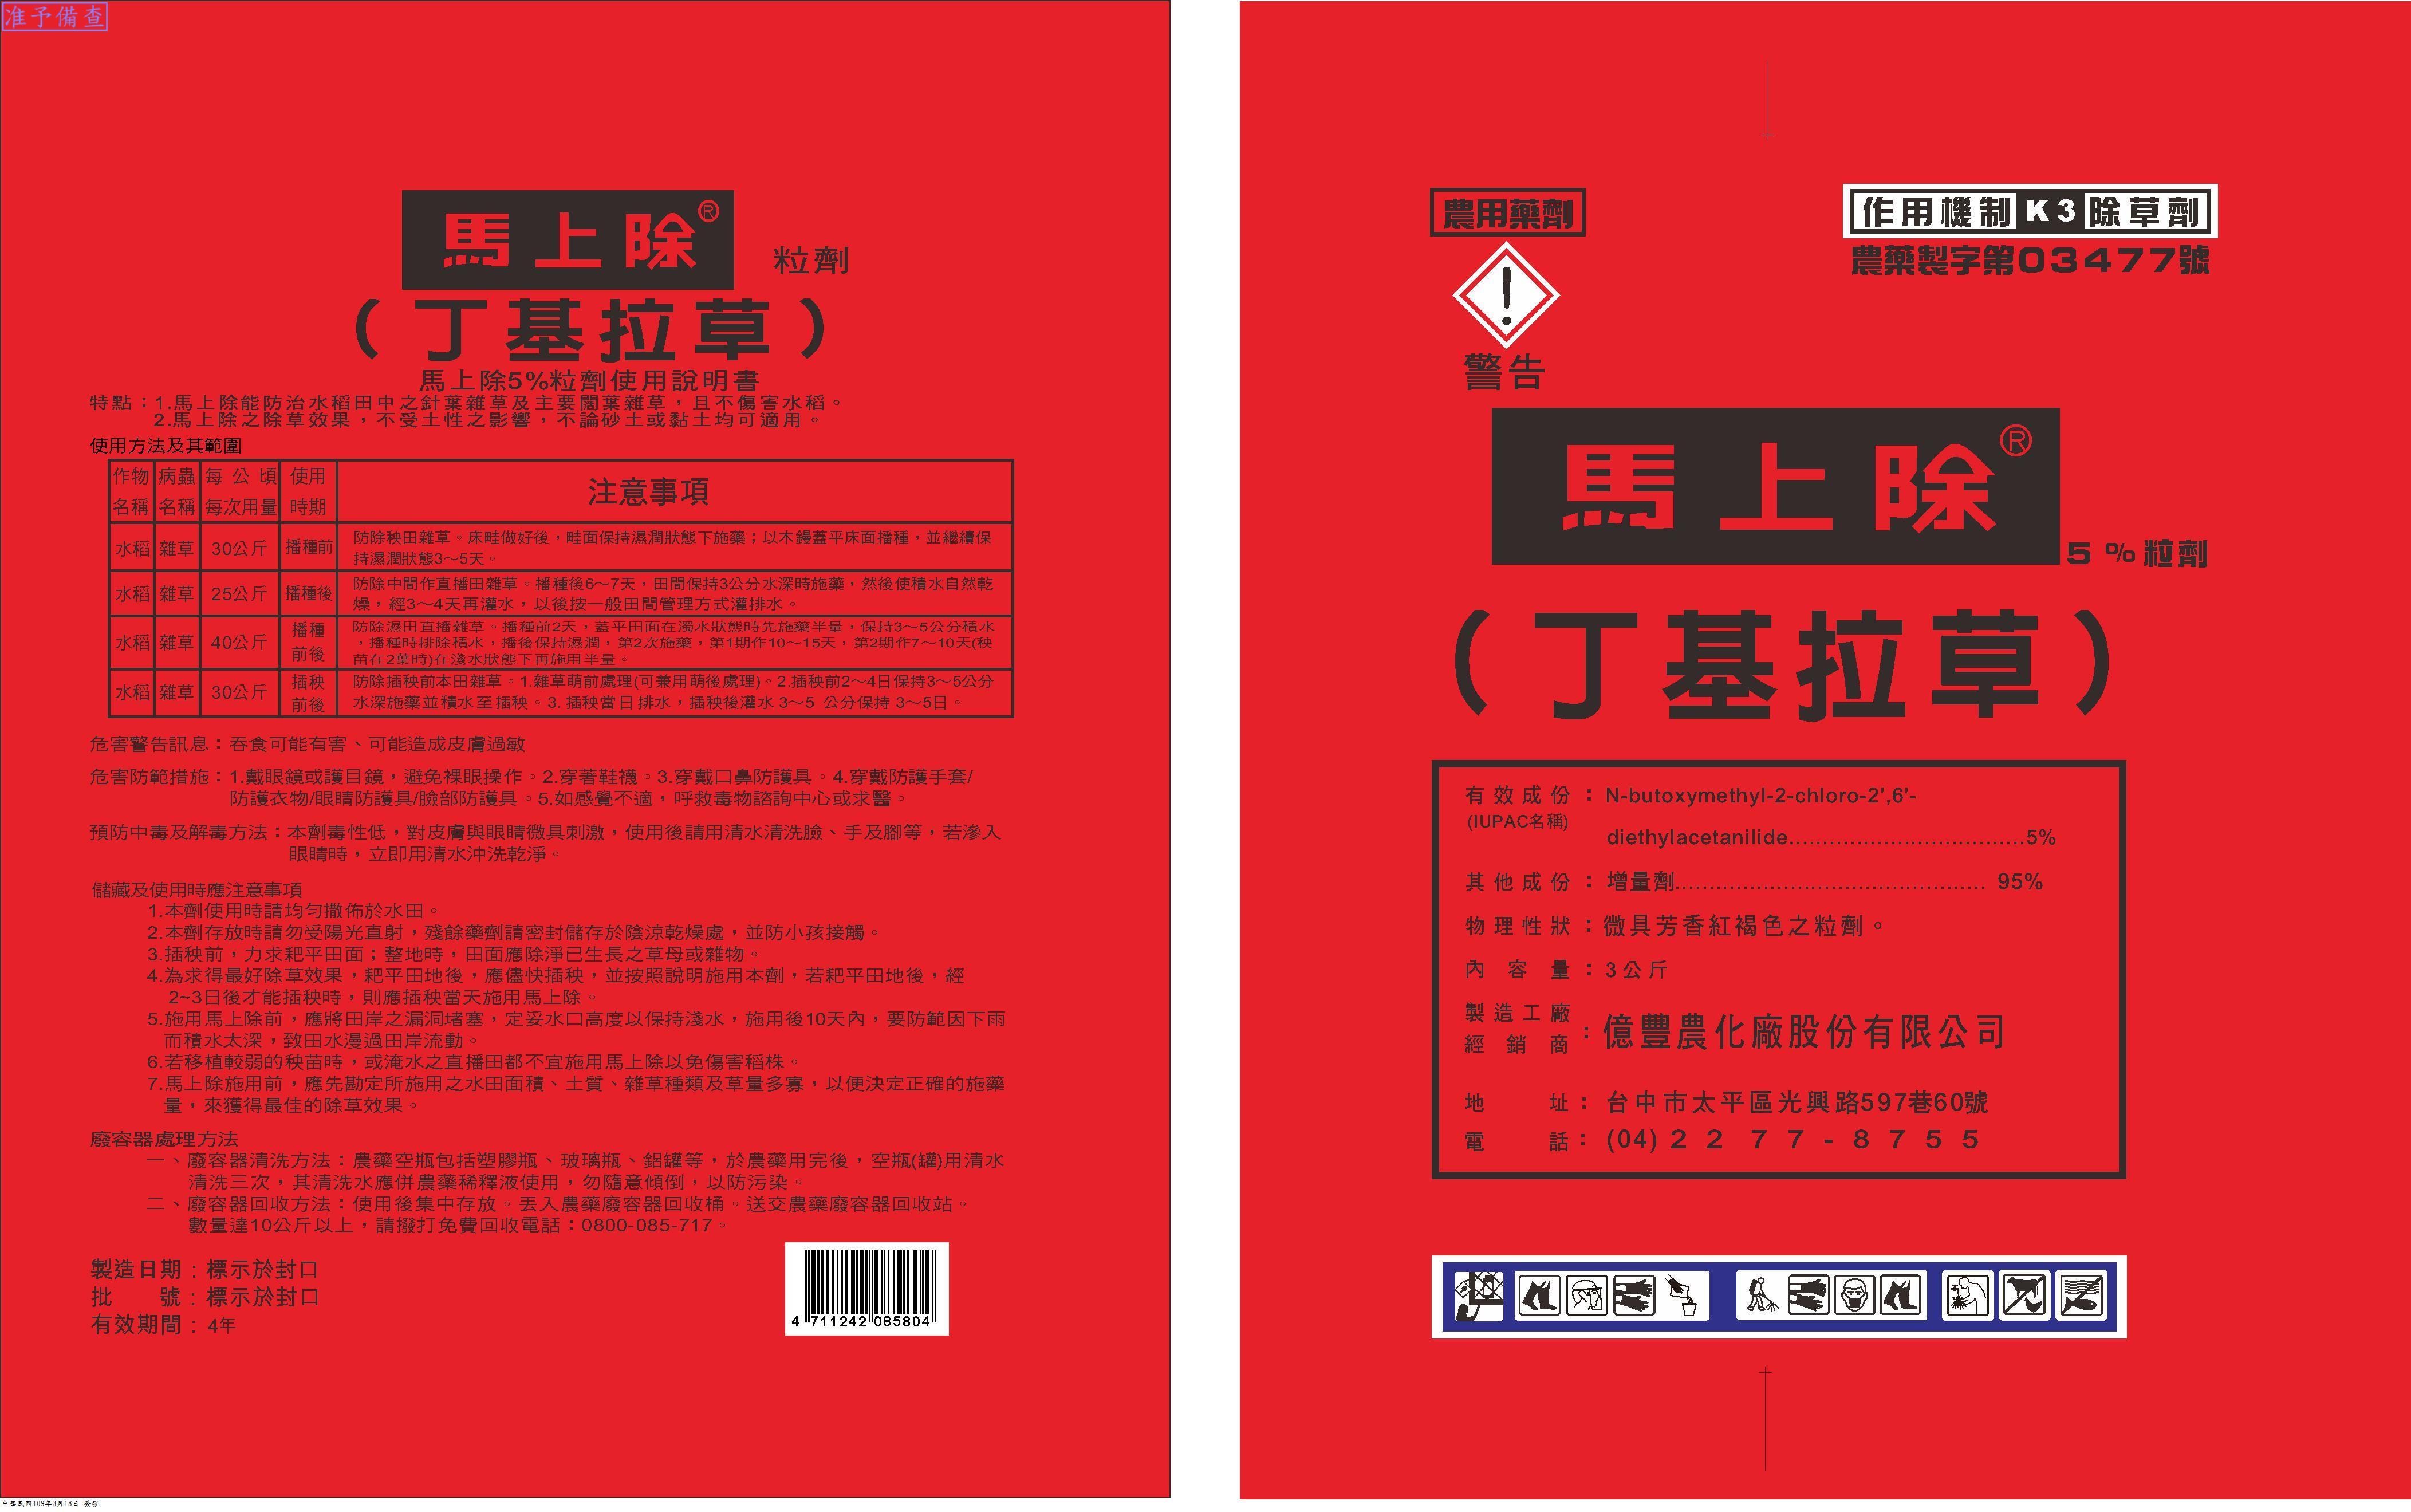 准予備查
馬上除®
粒劑
（丁基拉草）
馬上除5%粒劑使用說明書
特點：1.馬上除能防治水稻田中之針葉雜草及主要闊葉雜草，且不傷害水稻。
2.馬上除之除草效果，不受土性之影響，不論砂土或黏土均可適用。
使用方法及其範圍
作物名稱 病蟲名稱 每公頃每次用量 使用時期 注意事項
水稻 雜草 30公斤 播種前 防除秧田雜草。床畦做好後，畦面保持濕潤狀態下施藥；以木鏝蓋平床面播種，並繼續保
持濕潤狀態3～5天。
水稻 雜草 25公斤 播種後 防除中間作直播田雜草。播種後6～7天，田間保持3公分水深時施藥，然後使積水自然乾
燥，經3～4天再灌水，以後按一般田間管理方式灌排水。
水稻 雜草 40公斤 播種前後 防除濕田直播雜草。播種前2天，蓋平田面在濁水狀態時先施藥半量，保持3～5公分積水
，播種時排除積水，播後保持濕潤，第2次施藥，第1期作10～15天，第2期作7～10天(秧
苗在2葉時)在淺水狀態下再施用半量。
水稻 雜草 30公斤 插秧前後 防除插秧前本田雜草。1.雜草萌前處理(可兼用萌後處理)。2.插秧前2～4日保持3～5公分
水深施藥並積水至插秧。3. 插秧當日排水，插秧後灌水 3～5 公分保持 3～5日。
危害警告訊息：吞食可能有害、可能造成皮膚過敏
危害防範措施：1.戴眼鏡或護目鏡，避免裸眼操作。2.穿著鞋襪。3.穿戴口鼻防護具。4.穿戴防護手套/
防護衣物/眼睛防護具/臉部防護具。5.如感覺不適，呼救毒物諮詢中心或求醫。
預防中毒及解毒方法：本劑毒性低，對皮膚與眼睛微具刺激，使用後請用清水清洗臉、手及腳等，若滲入
眼睛時，立即用清水沖洗乾淨。
儲藏及使用時應注意事項
1.本劑使用時請均勻撒佈於水田。
2.本劑存放時請勿受陽光直射，殘餘藥劑請密封儲存於陰涼乾燥處，並防小孩接觸。
3.插秧前，力求耙平田面；整地時，田面應除淨已生長之草母或雜物。
4.為求得最好除草效果，耙平田地後，應儘快插秧，並按照說明施用本劑，若耙平田地後，經
2~3日後才能插秧時，則應插秧當天施用馬上除。
5.施用馬上除前，應將田岸之漏洞堵塞，定妥水口高度以保持淺水，施用後10天內，要防範因下雨
而積水太深，致田水漫過田岸流動。
6.若移植較弱的秧苗時，或淹水之直播田都不宜施用馬上除以免傷害稻株。
7.馬上除施用前，應先勘定所施用之水田面積、土質、雜草種類及草量多寡，以便決定正確的施藥
量，來獲得最佳的除草效果。
廢容器處理方法
一、廢容器清洗方法：農藥空瓶包括塑膠瓶、玻璃瓶、鋁罐等，於農藥用完後，空瓶(罐)用清水
清洗三次，其清洗水應併農藥稀釋液使用，勿隨意傾倒，以防污染。
二、廢容器回收方法：使用後集中存放。丟入農藥廢容器回收桶。送交農藥廢容器回收站。
數量達10公斤以上，請撥打免費回收電話：0800-085-717。
製造日期：標示於封口
批　　號：標示於封口
有效期間：4年
4 711242 085804
中華民國109年3月18日 簽發
農用藥劑
警告
作用機制 K3 除草劑
農藥製字第03477號
馬上除®
5％粒劑
（丁基拉草）
有效成份：N-butoxymethyl-2-chloro-2',6'-
(IUPAC名稱)
diethylacetanilide...................................5%
其他成份：增量劑............................................. 95%
物理性狀：微具芳香紅褐色之粒劑。
內容量：3公斤
製造工廠
經銷商：億豐農化廠股份有限公司
地　　址：台中市太平區光興路597巷60號
電　　話：(04)2277-8755